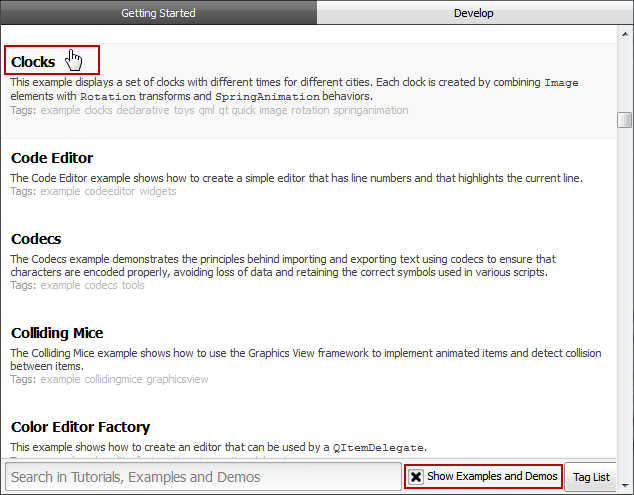 Getting Started
Develop
Clocks
This example displays a set of clocks with different times for different cities. Each clock is created by combining Image
elements with Rotation transforms and SpringAnimation behaviors.
Tags: example clocks declarative toys qml qt quick image rotation springanimation
Code Editor
The Code Editor example shows how to create a simple editor that has line numbers and that highlights the current line.
Tags: example codeeditor widgets
Codecs
The Codecs example demonstrates the principles behind importing and exporting text using codecs to ensure that
characters are encoded properly, avoiding loss of data and retaining the correct symbols used in various scripts.
Tags: example codecs tools
Colliding Mice
The Colliding Mice example shows how to use the Graphics View framework to implement animated items and detect collision
between items.
Tags: example collidingmice graphicsview
Color Editor Factory
This example shows how to create an editor that can be used by a QItemDelegate.
Search in Tutorials, Examples and Demos
Show Examples and Demos
Tag List